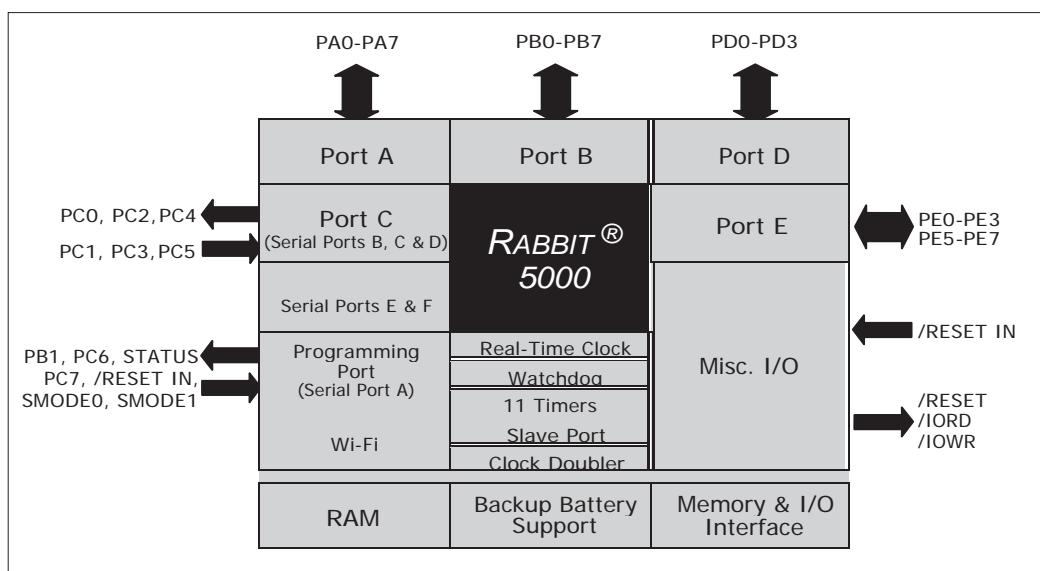 PA0-PA7
PB0-PB7
PD0-PD3
Port A
Port B
Port D
PC0, PC2, PC4
PC1, PC3, PC5
Port C
(Serial Ports B, C & D)
RABBIT ®
5000
Port E
PE0-PE3
PE5-PE7
Serial Ports E & F
PB1, PC6, STATUS
PC7, /RESET IN,
SMODE0, SMODE1
Programming
Port
(Serial Port A)
Wi-Fi
Real-Time Clock
Watchdog
11 Timers
Slave Port
Clock Doubler
Misc. I/O
/RESET IN
/RESET
/IORD
/IOWR
RAM
Backup Battery
Support
Memory & I/O
Interface